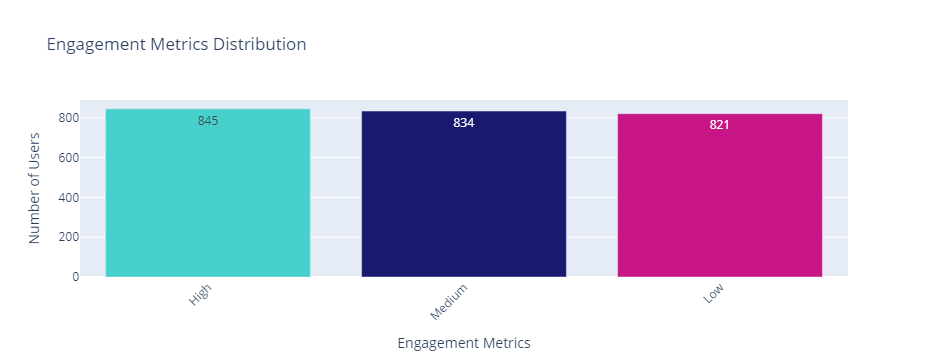 Engagement Metrics Distribution
Number of Users
800
600
400
200
0
845
834
821
High
Medium
Low
Engagement Metrics